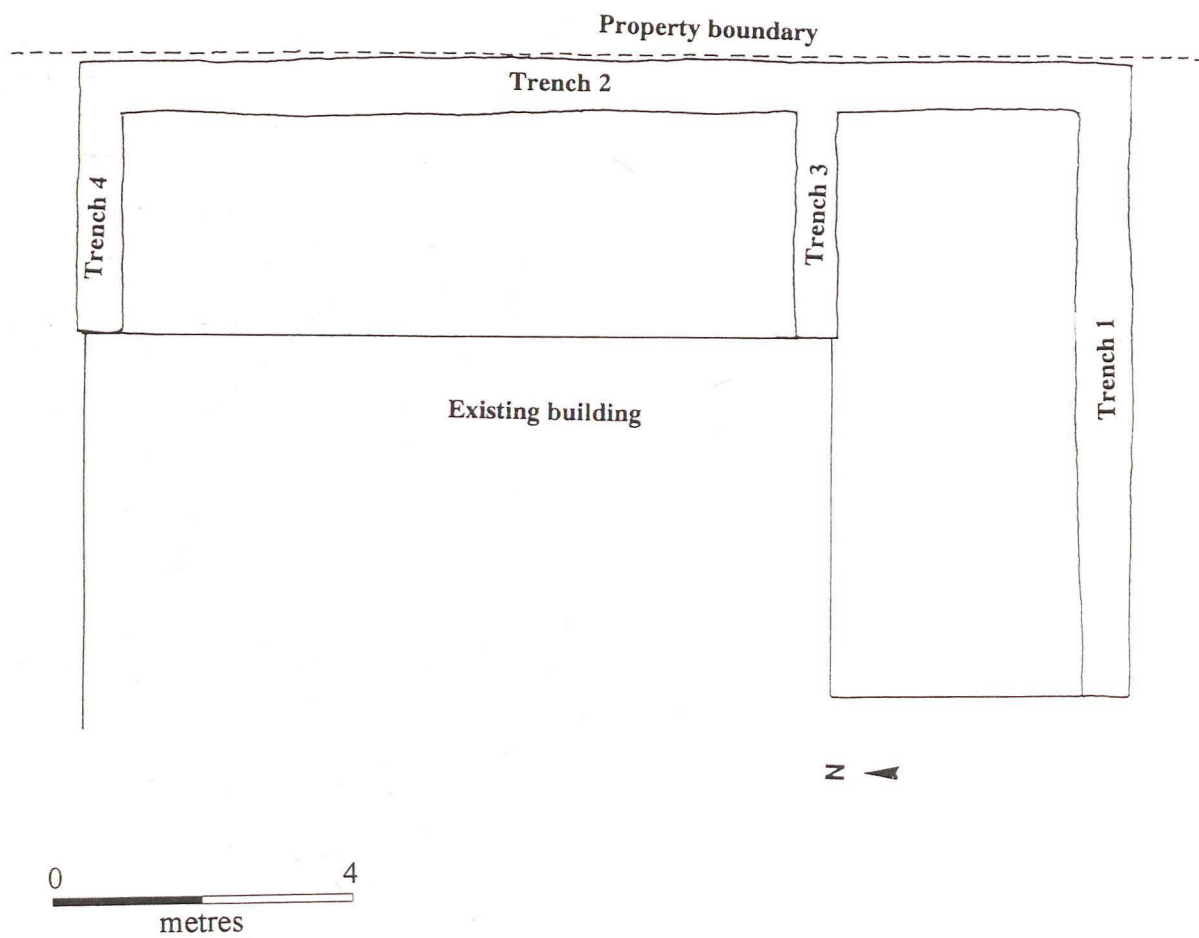 Property boundary
Trench 2
Trench 4
Trench 3
Trench 1
Existing building
N
0 4
metres